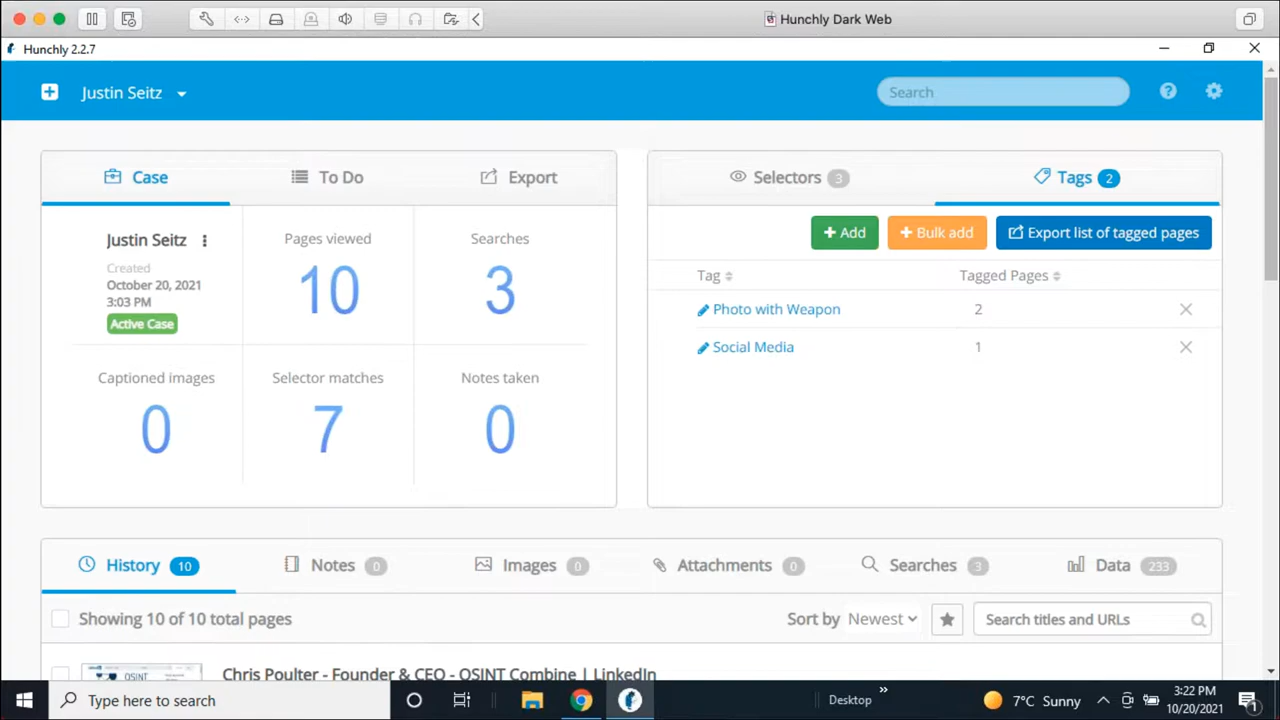 Hunchly Dark Web
Hunchly 2.2.7
Justin Seitz
Search
Case
To Do
Export
Justin Seitz
Created
October 20, 2021
3:03 PM
Active Case
Pages viewed
10
Searches
3
Captioned images
0
Selector matches
7
Notes taken
0
Selectors 3
Tags 2
+ Add
+ Bulk add
Export list of tagged pages
Tag
Tagged Pages
Photo with Weapon 2
Social Media 1
History 10
Notes 0
Images 0
Attachments 0
Searches 3
Data 233
Showing 10 of 10 total pages
Sort by Newest
Search titles and URLs
OSINT
Chris Poulter - Founder & CEO - OSINT Combine | LinkedIn
Type here to search
Desktop
»
7°C Sunny
3:22 PM
10/20/2021
1